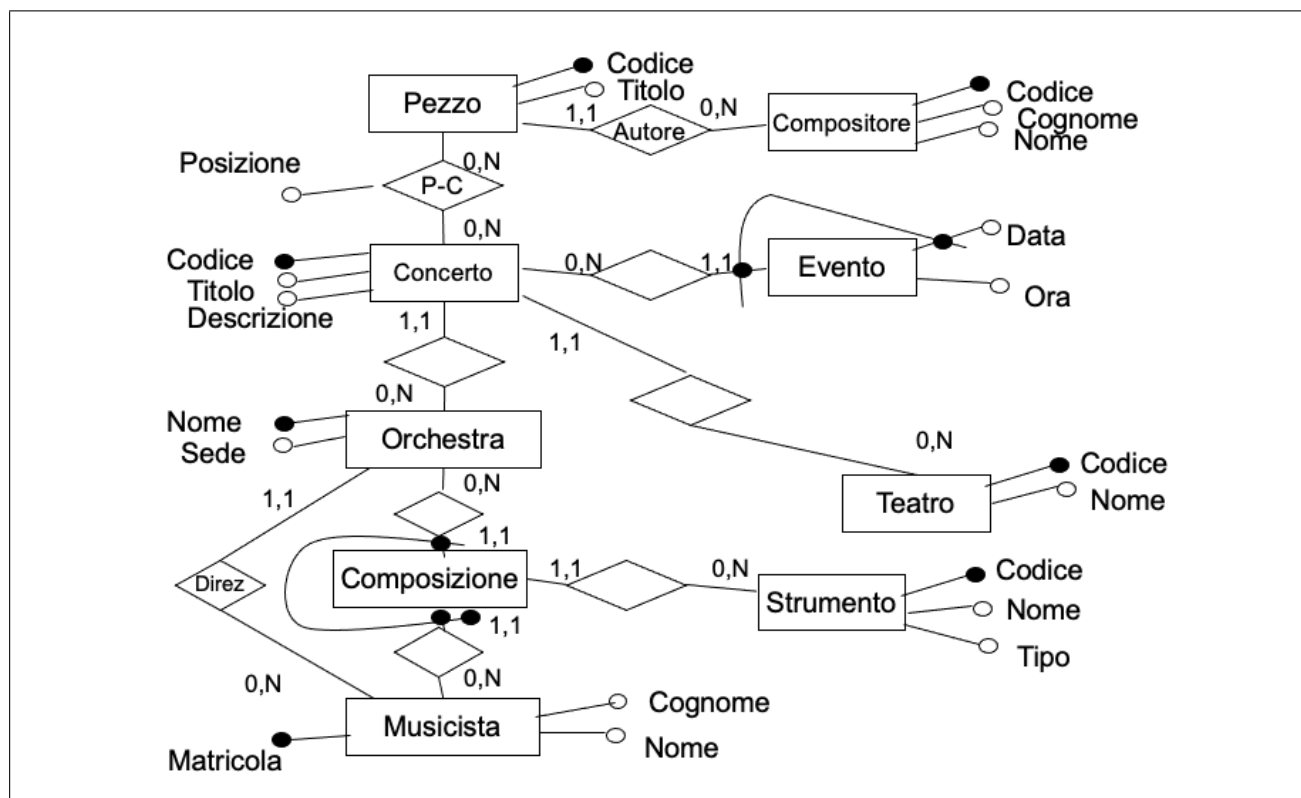 Codice
Titolo
Pezzo
1,1
Autore
0,N
Compositore
Codice
Cognome
Nome
Posizione
0,N
P-C
0,N
Codice
Titolo
Descrizione
Concerto
0,N
1,1
Evento
Data
Ora
1,1
1,1
0,N
Nome
Sede
Orchestra
0,N
Teatro
Codice
Nome
1,1
0,N
1,1
Direz
Composizione
1,1
0,N
Strumento
Codice
Nome
Tipo
1,1
0,N
0,N
Musicista
Cognome
Nome
Matricola